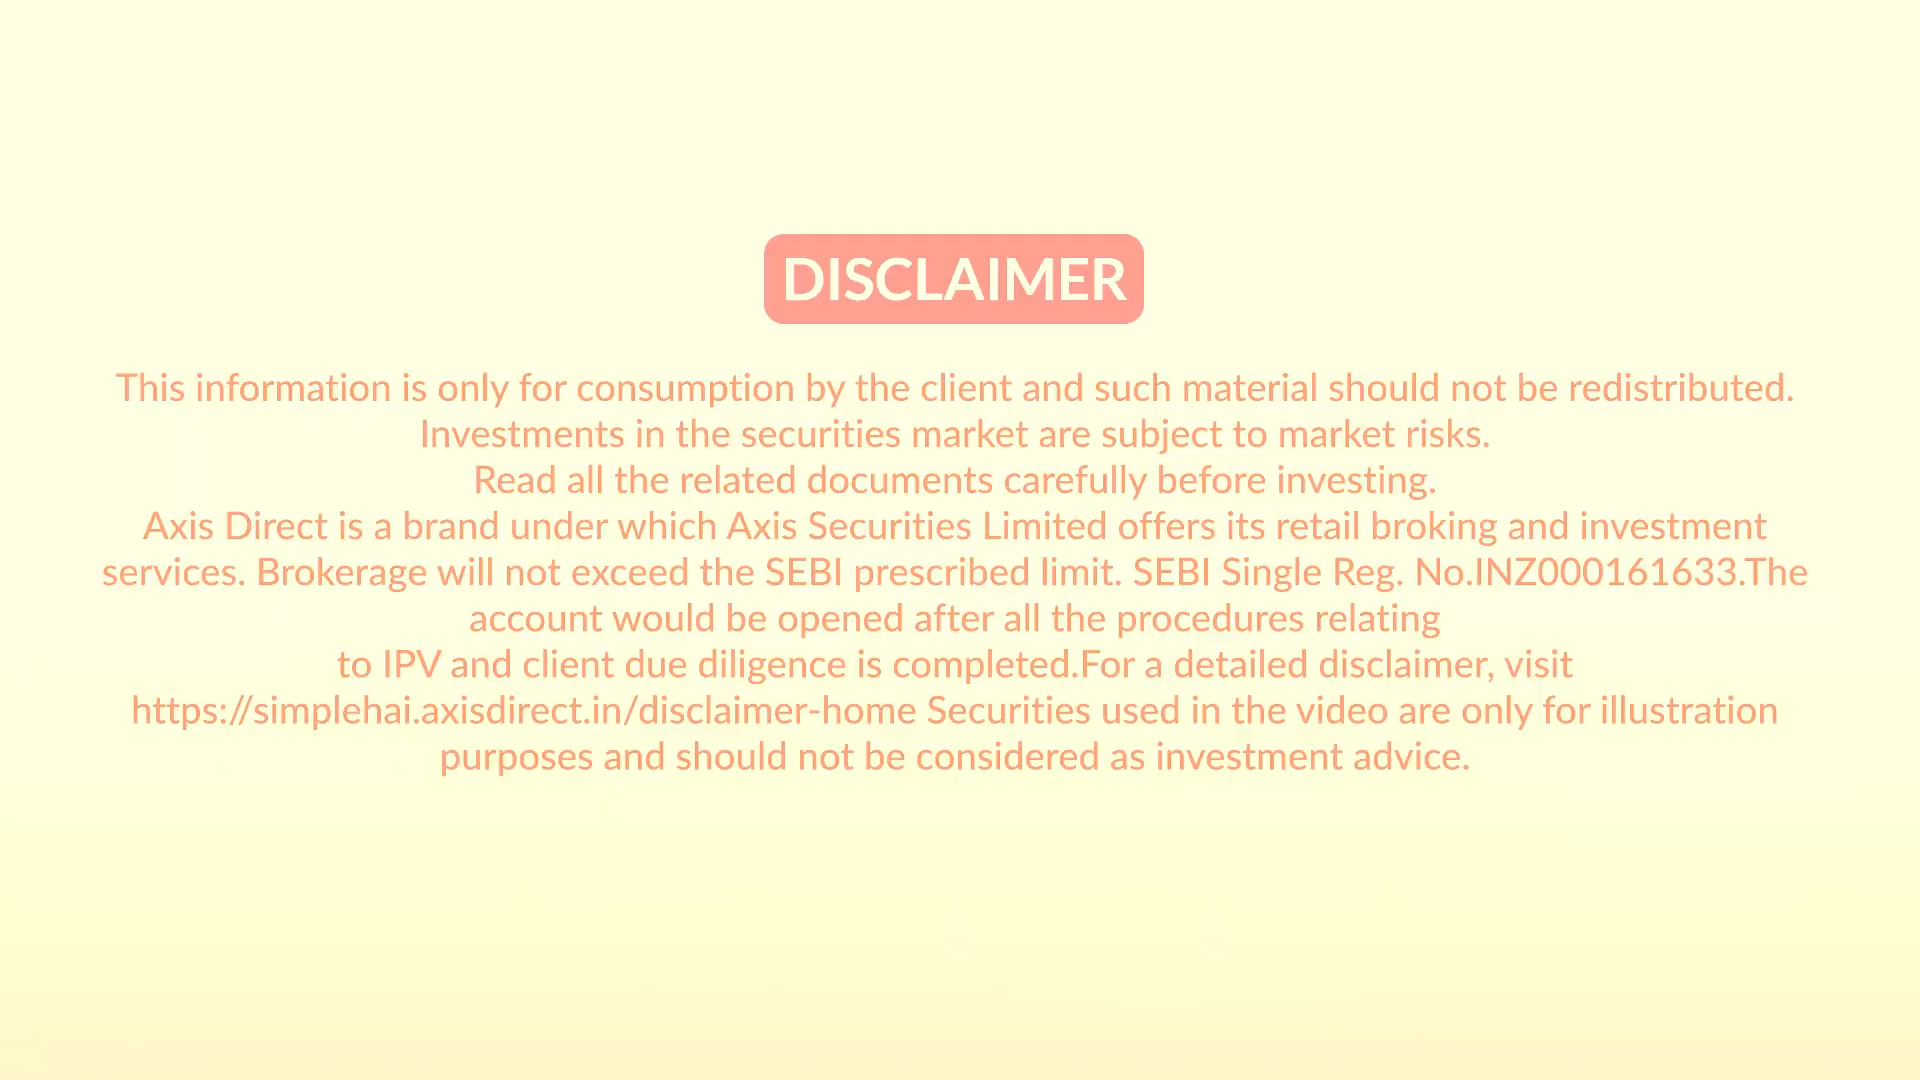 DISCLAIMER
This information is only for consumption by the client and such material should not be redistributed.
Investments in the securities market are subject to market risks.
Read all the related documents carefully before investing.
Axis Direct is a brand under which Axis Securities Limited offers its retail broking and investment
services. Brokerage will not exceed the SEBI prescribed limit. SEBI Single Reg. No.INZ000161633.The
account would be opened after all the procedures relating
to IPV and client due diligence is completed.For a detailed disclaimer, visit
https://simplehai.axisdirect.in/disclaimer-home Securities used in the video are only for illustration
purposes and should not be considered as investment advice.